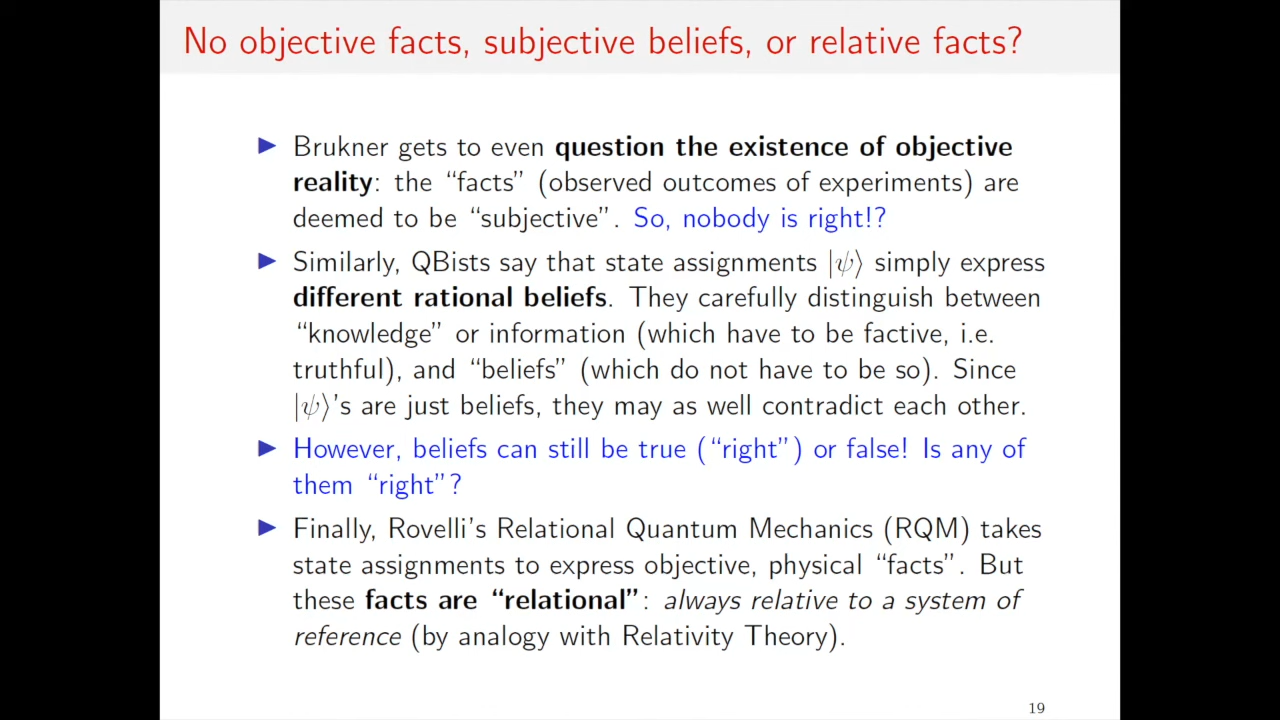 No objective facts, subjective beliefs, or relative facts?
▶ Brukner gets to even question the existence of objective
reality: the “facts” (observed outcomes of experiments) are
deemed to be “subjective”. So, nobody is right!?
▶ Similarly, QBists say that state assignments |ψ⟩ simply express
different rational beliefs. They carefully distinguish between
“knowledge” or information (which have to be factive, i.e.
truthful), and “beliefs” (which do not have to be so). Since
|ψ⟩’s are just beliefs, they may as well contradict each other.
▶ However, beliefs can still be true (“right”) or false! Is any of
them “right”?
▶ Finally, Rovelli’s Relational Quantum Mechanics (RQM) takes
state assignments to express objective, physical “facts”. But
these facts are “relational”: always relative to a system of
reference (by analogy with Relativity Theory).
19